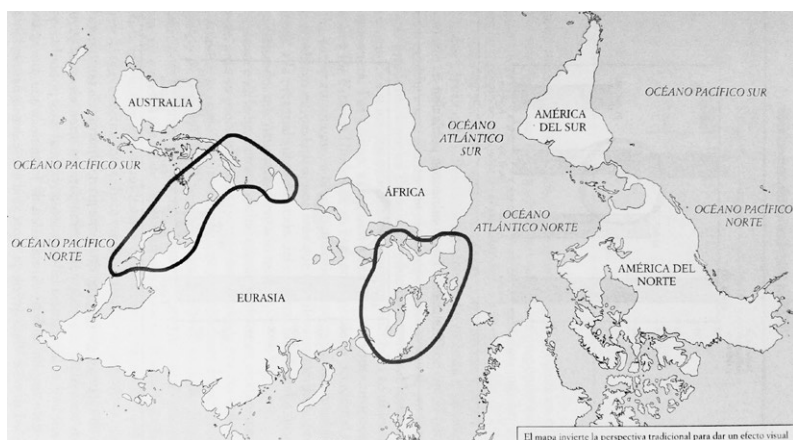 AUSTRALIA
OCÉANO PACÍFICO SUR
OCÉANO PACÍFICO
NORTE
EURASIA
ÁFRICA
OCÉANO
ATLÁNTICO
SUR
OCÉANO
ATLÁNTICO NORTE
AMÉRICA
DEL SUR
OCÉANO PACÍFICO SUR
OCÉANO PACÍFICO
NORTE
AMÉRICA DEL
NORTE
El mapa invierte la perspectiva tradicional para dar un efecto visual